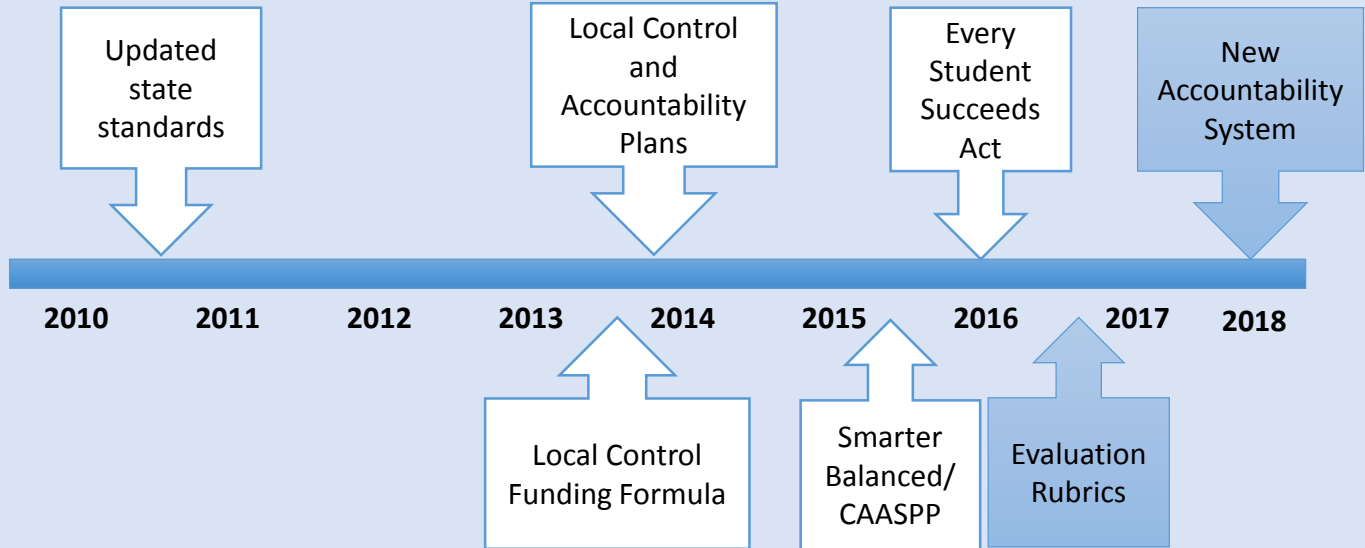 Updated
state
standards
Local Control
and
Accountability
Plans
Every
Student
Succeeds
Act
New
Accountability
System
2010 2011 2012 2013 2014 2015 2016 2017 2018
Local Control
Funding Formula
Smarter
Balanced/
CAASPP
Evaluation
Rubrics